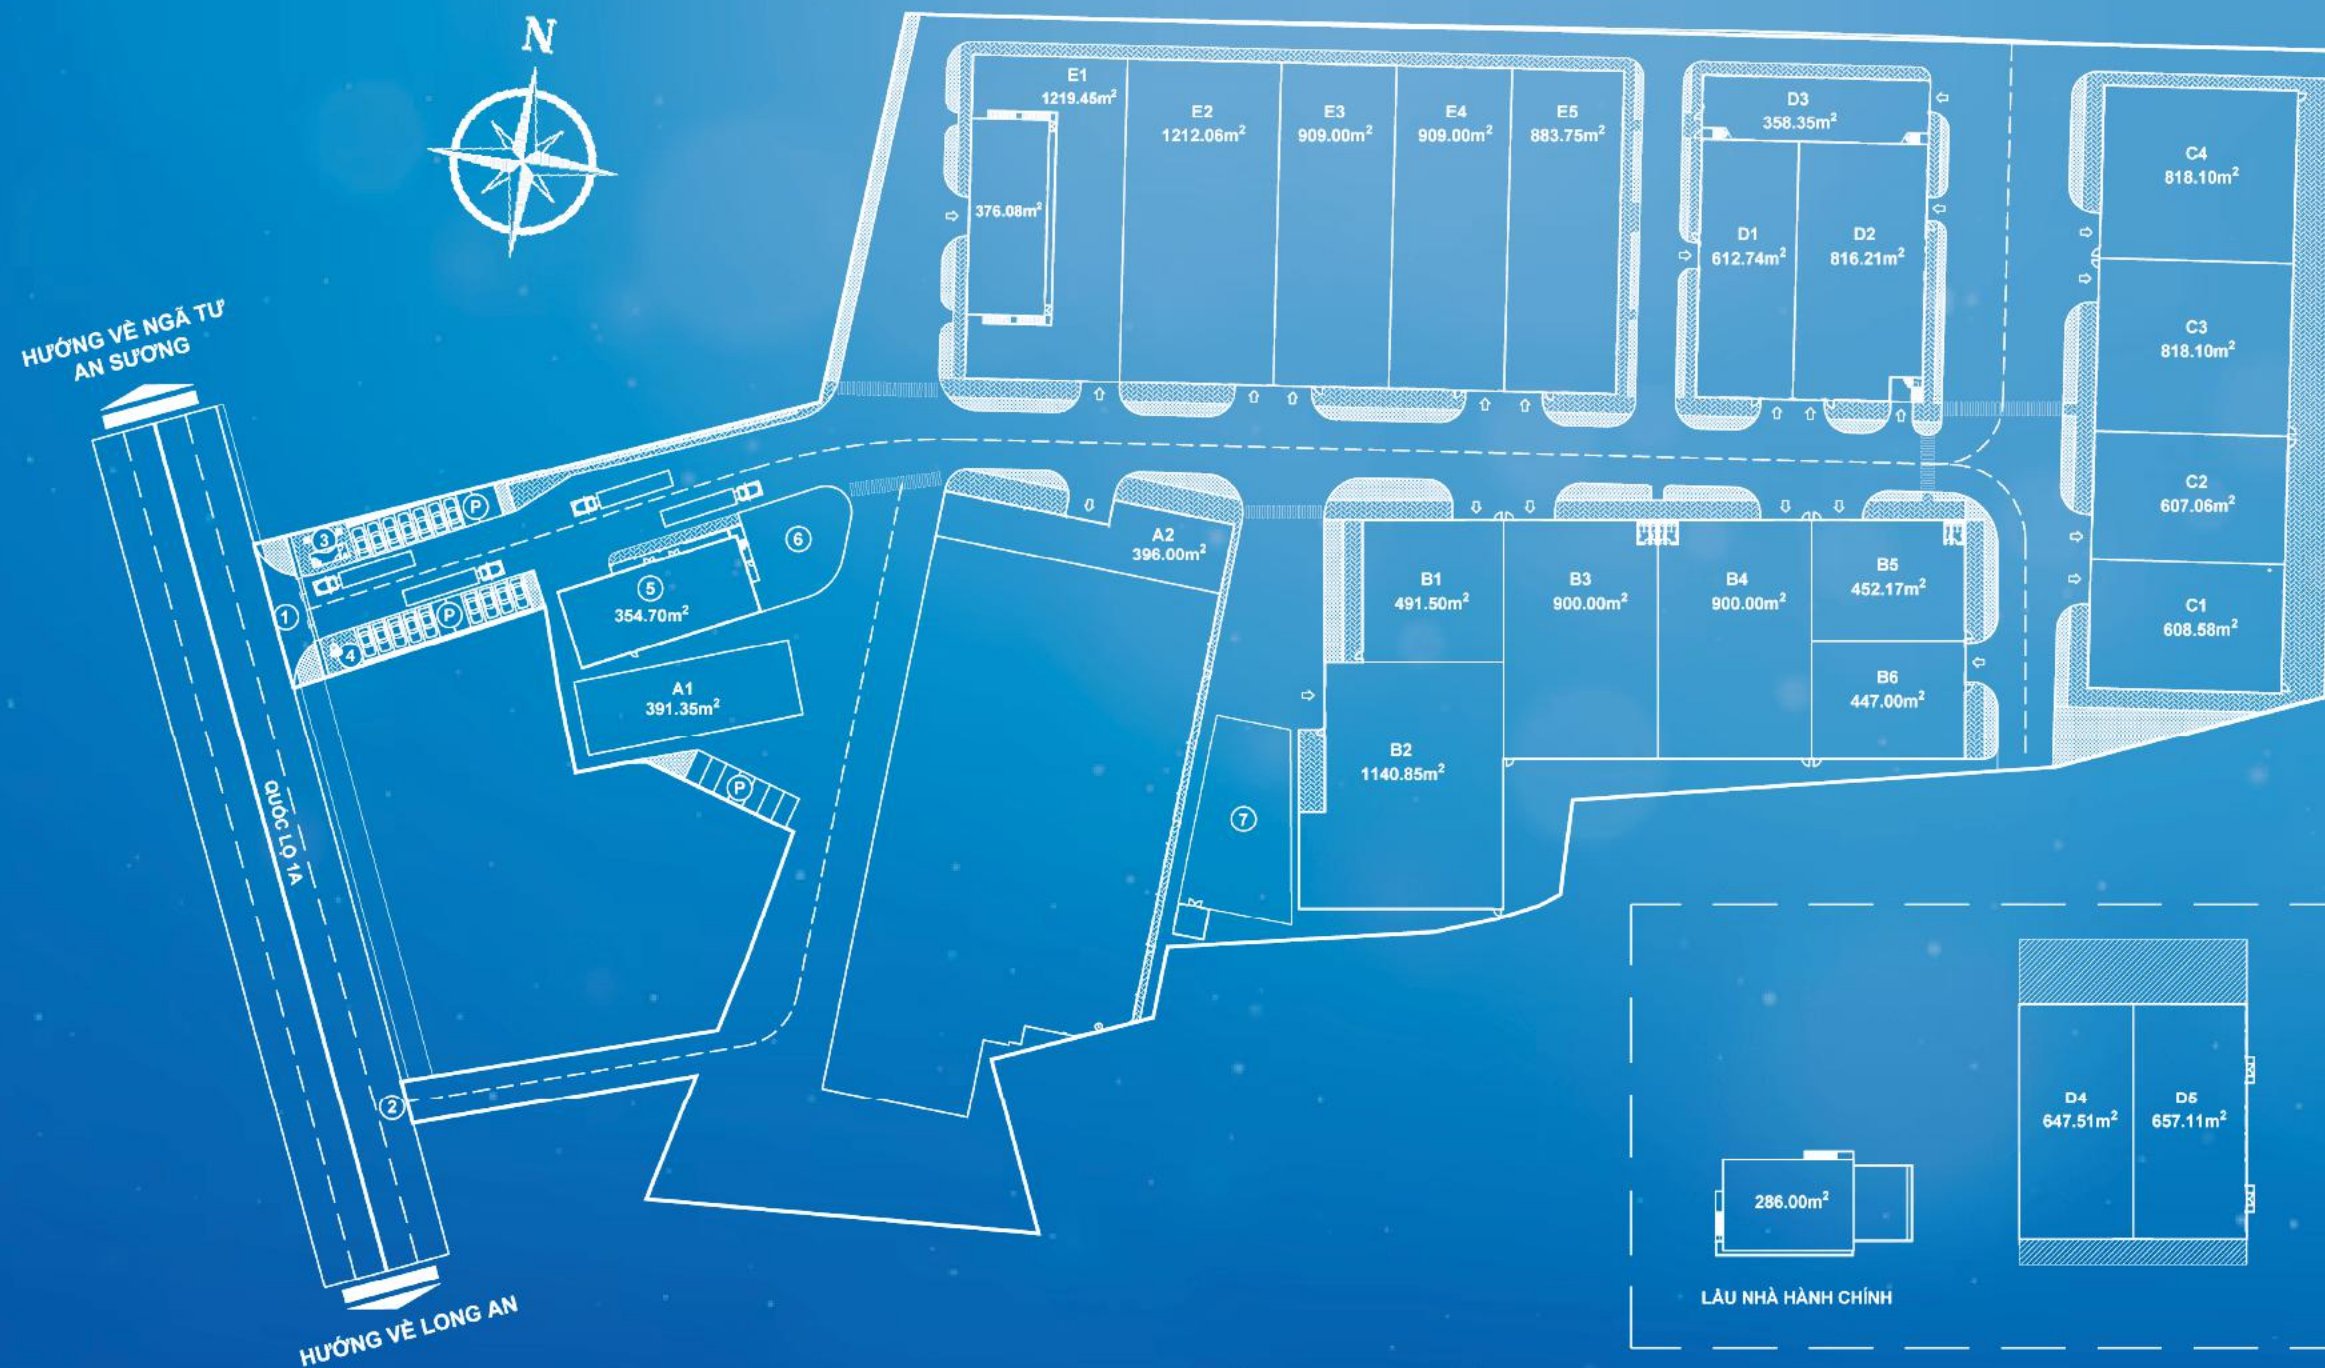 N
HƯỚNG VỀ NGÃ TƯ
AN SƯƠNG
QUỐC LỘ 1A
HƯỚNG VỀ LONG AN
1
2
3
P
4
P
5
354.70m²
6
A1
391.35m²
P
7
A2
396.00m²
E1
1219.45m²
376.08m²
E2
1212.06m²
E3
909.00m²
E4
909.00m²
E5
883.75m²
D3
358.35m²
D1
612.74m²
D2
816.21m²
C4
818.10m²
C3
818.10m²
C2
607.06m²
C1
608.58m²
B1
491.50m²
B3
900.00m²
B4
900.00m²
B5
452.17m²
B6
447.00m²
B2
1140.85m²
286.00m²
LẦU NHÀ HÀNH CHÍNH
D4
647.51m²
D5
657.11m²